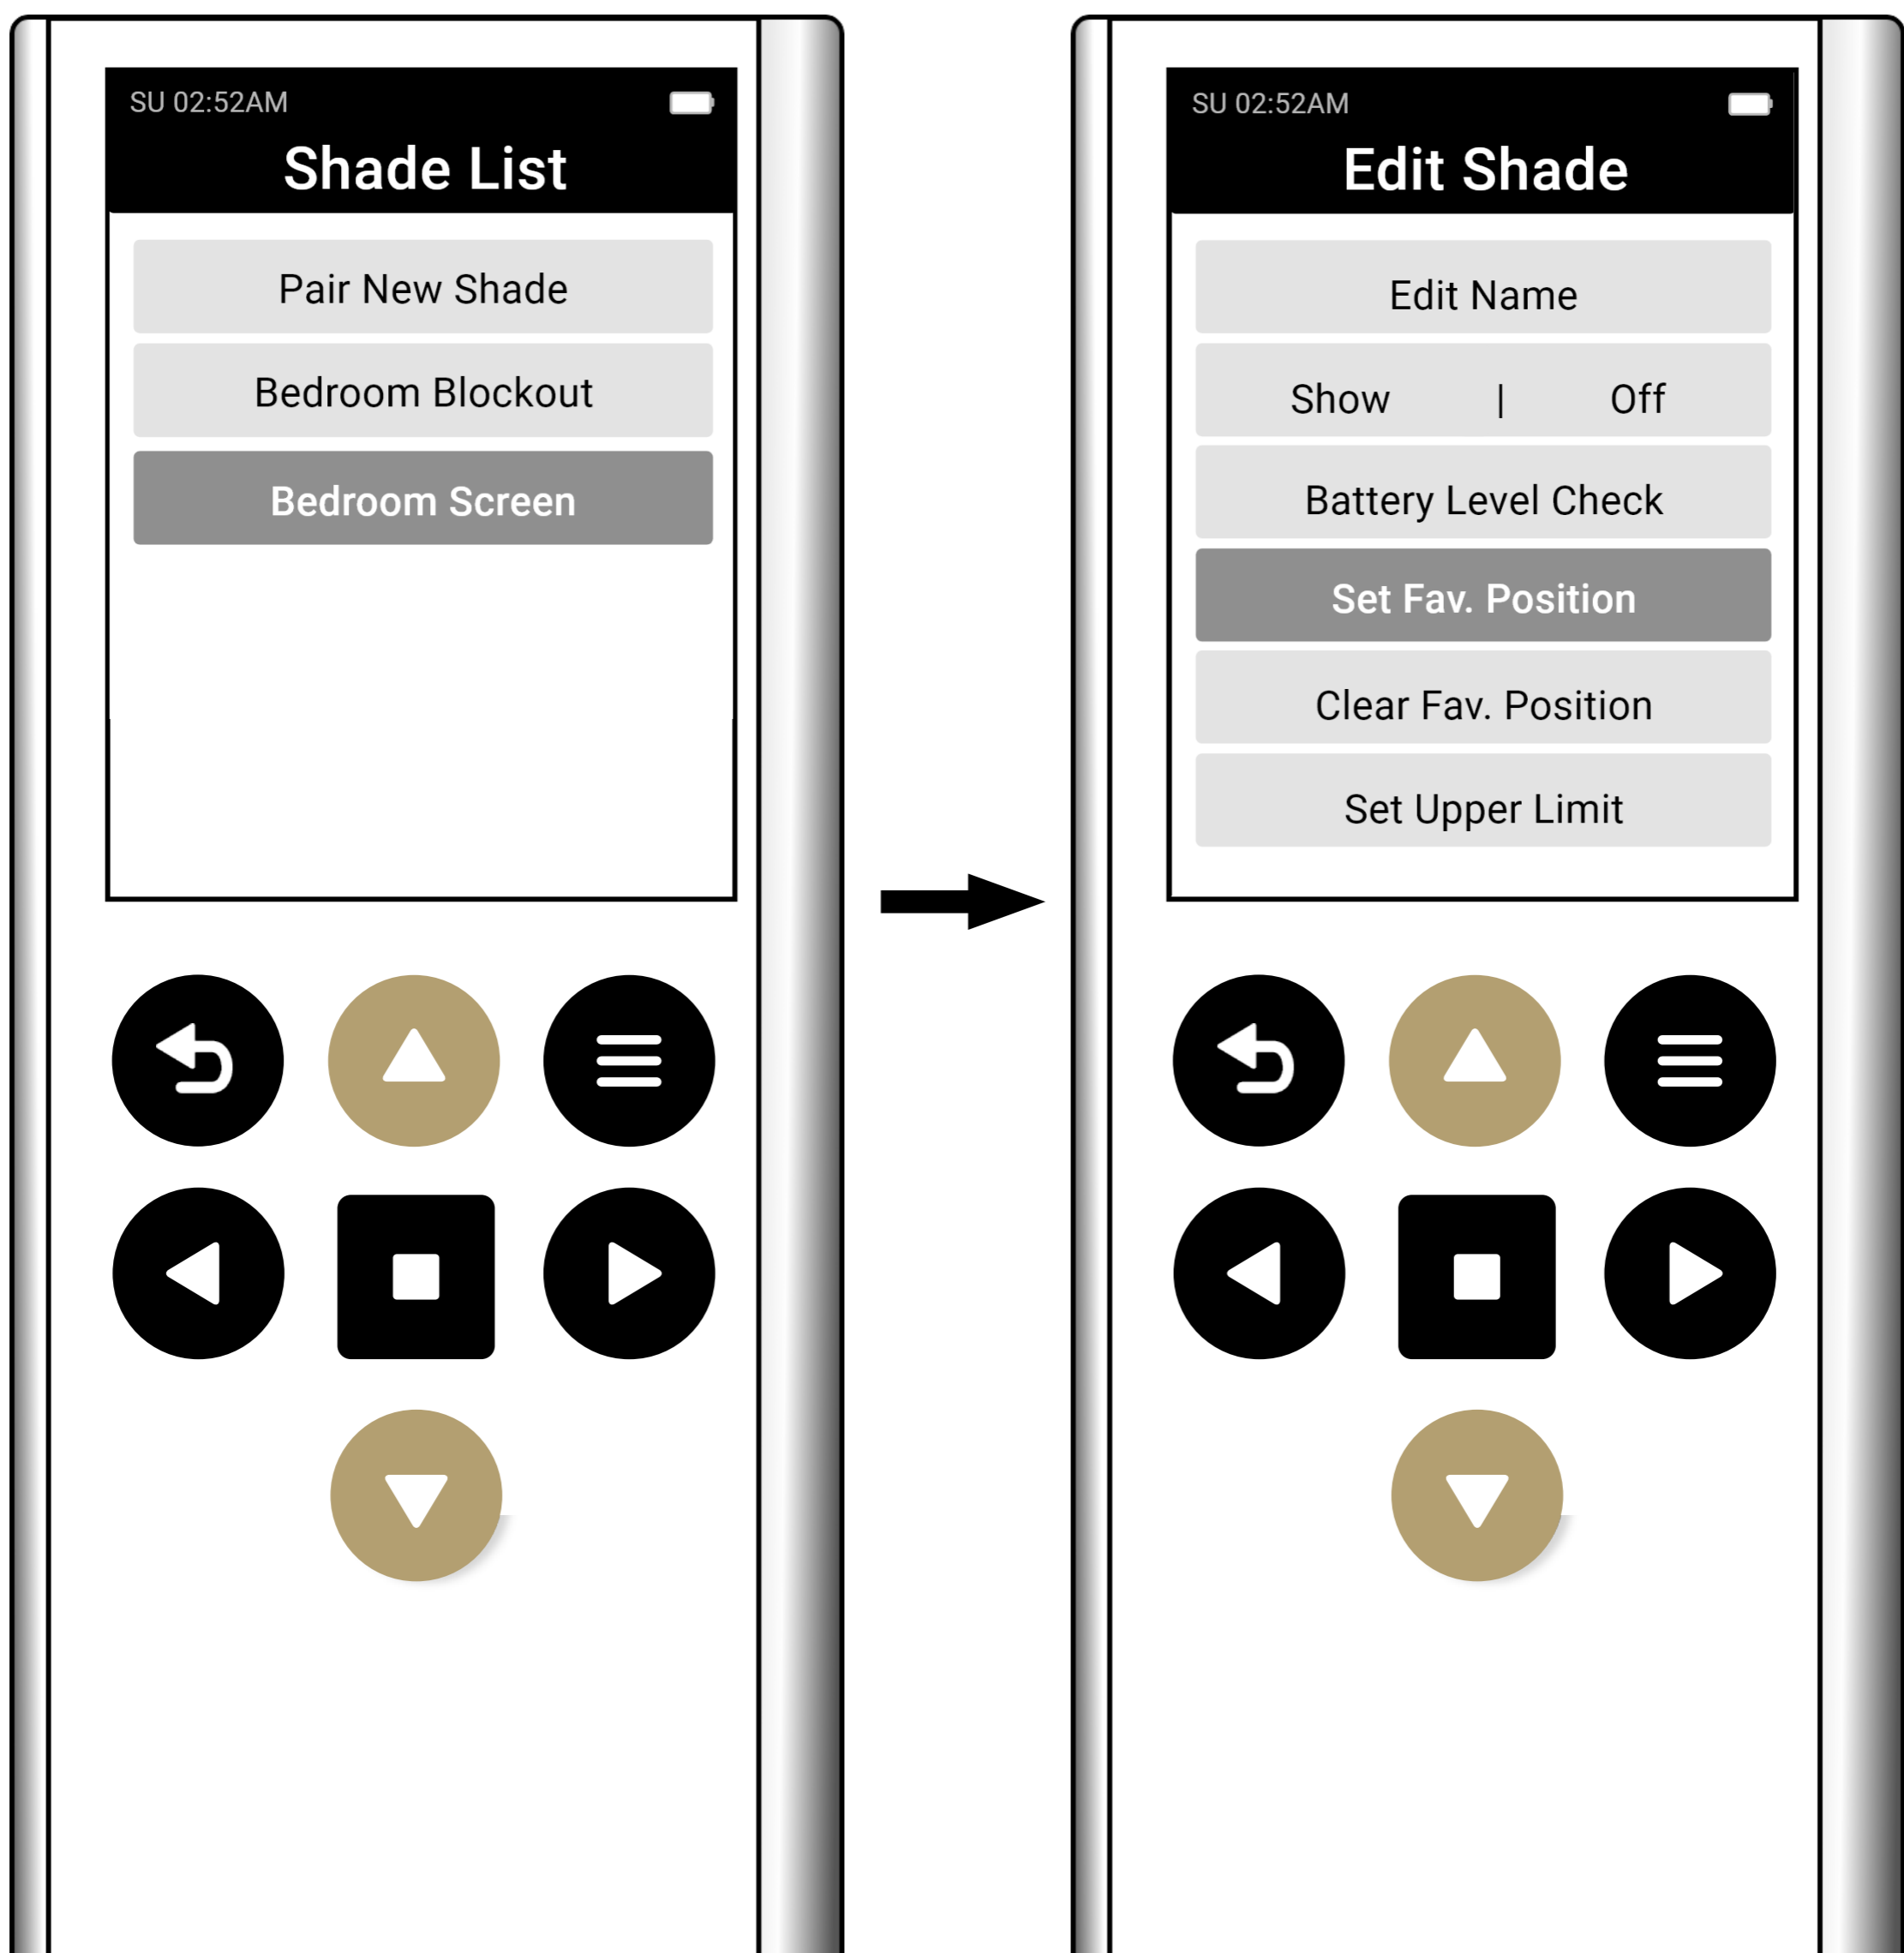 SU 02:52AM
Shade List
Pair New Shade
Bedroom Blockout
Bedroom Screen
SU 02:52AM
Edit Shade
Edit Name
Show | Off
Battery Level Check
Set Fav. Position
Clear Fav. Position
Set Upper Limit